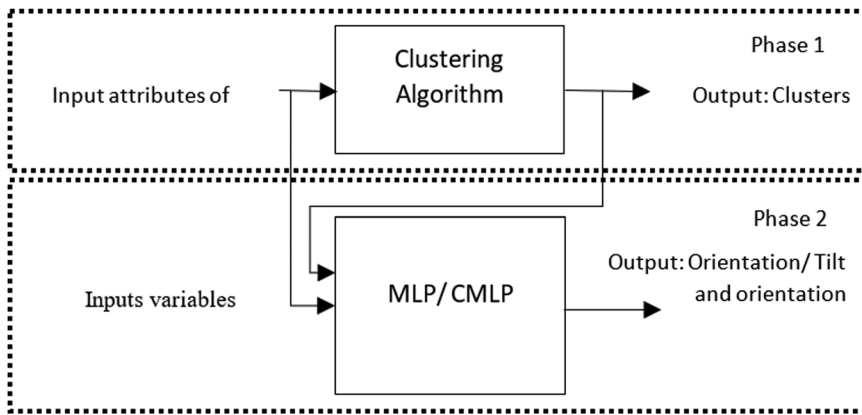 Phase 1
Clustering
Algorithm
Input attributes of
Output: Clusters
Phase 2
Output: Orientation/ Tilt
and orientation
Inputs variables
MLP/ CMLP